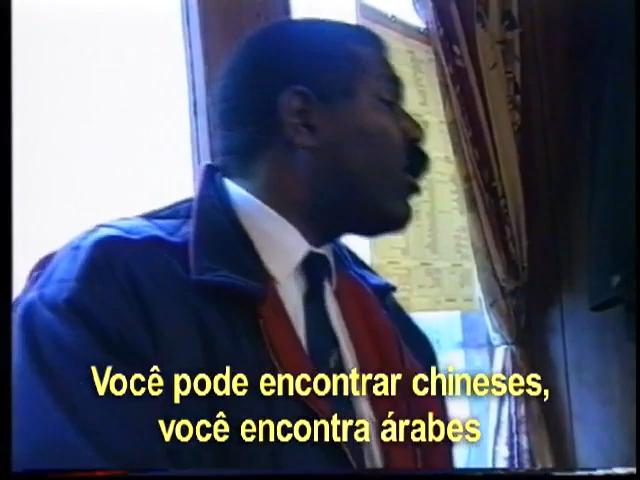 Você pode encontrar chineses,
você encontra árabes